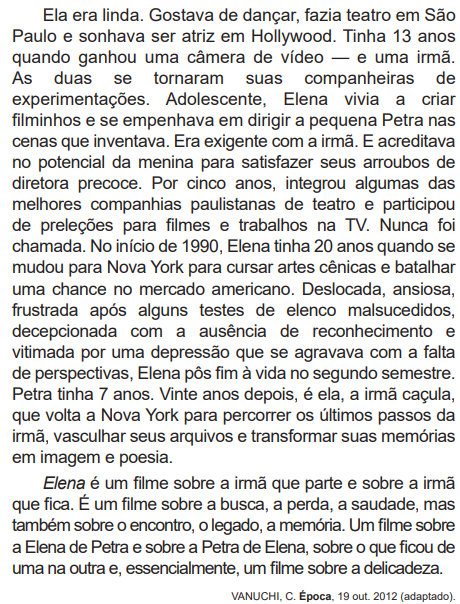 Ela era linda. Gostava de dançar, fazia teatro em São
Paulo e sonhava ser atriz em Hollywood. Tinha 13 anos
quando ganhou uma câmera de vídeo — e uma irmã.
As duas se tornaram suas companheiras de
experimentações. Adolescente, Elena vivia a criar
filminhos e se empenhava em dirigir a pequena Petra nas
cenas que inventava. Era exigente com a irmã. E acreditava
no potencial da menina para satisfazer seus arroubos de
diretora precoce. Por cinco anos, integrou algumas das
melhores companhias paulistanas de teatro e participou
de preleções para filmes e trabalhos na TV. Nunca foi
chamada. No início de 1990, Elena tinha 20 anos quando se
mudou para Nova York para cursar artes cênicas e batalhar
uma chance no mercado americano. Deslocada, ansiosa,
frustrada após alguns testes de elenco malsucedidos,
decepcionada com a ausência de reconhecimento e
vitimada por uma depressão que se agravava com a falta
de perspectivas, Elena pôs fim à vida no segundo semestre.
Petra tinha 7 anos. Vinte anos depois, é ela, a irmã caçula,
que volta a Nova York para percorrer os últimos passos da
irmã, vasculhar seus arquivos e transformar suas memórias
em imagem e poesia.
Elena é um filme sobre a irmã que parte e sobre a irmã
que fica. É um filme sobre a busca, a perda, a saudade, mas
também sobre o encontro, o legado, a memória. Um filme sobre
a Elena de Petra e sobre a Petra de Elena, sobre o que ficou de
uma na outra e, essencialmente, um filme sobre a delicadeza.
VANUCHI, C. Época, 19 out. 2012 (adaptado).